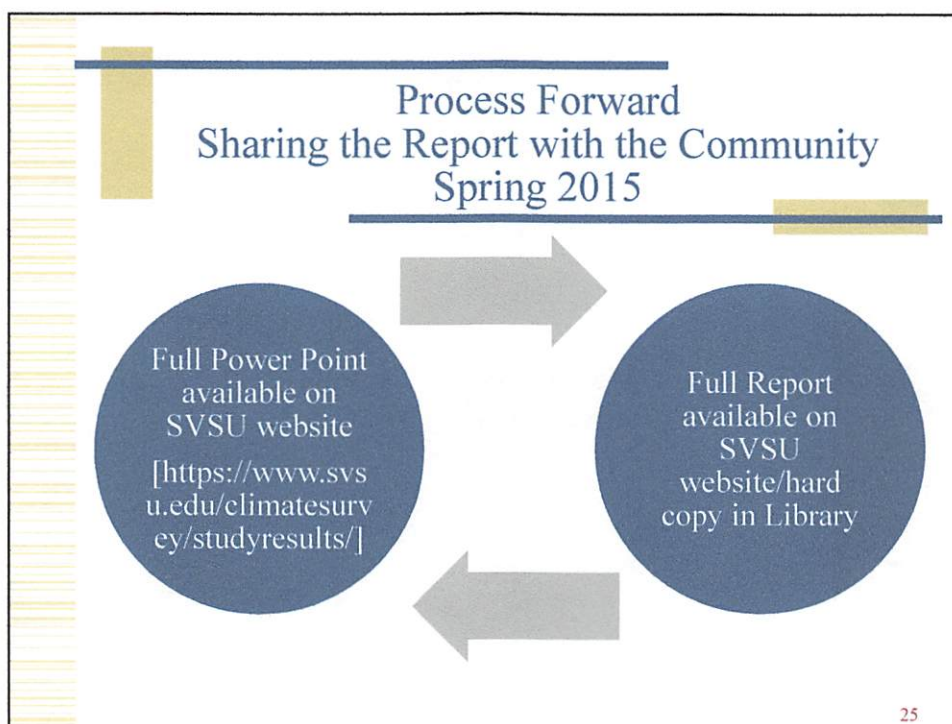 Process Forward
Sharing the Report with the Community
Spring 2015
Full Power Point
available on
SVSU website
[https://www.svs
u.edu/climatesurv
ey/studyresults/]
Full Report
available on
SVSU
website/hard
copy in Library
25